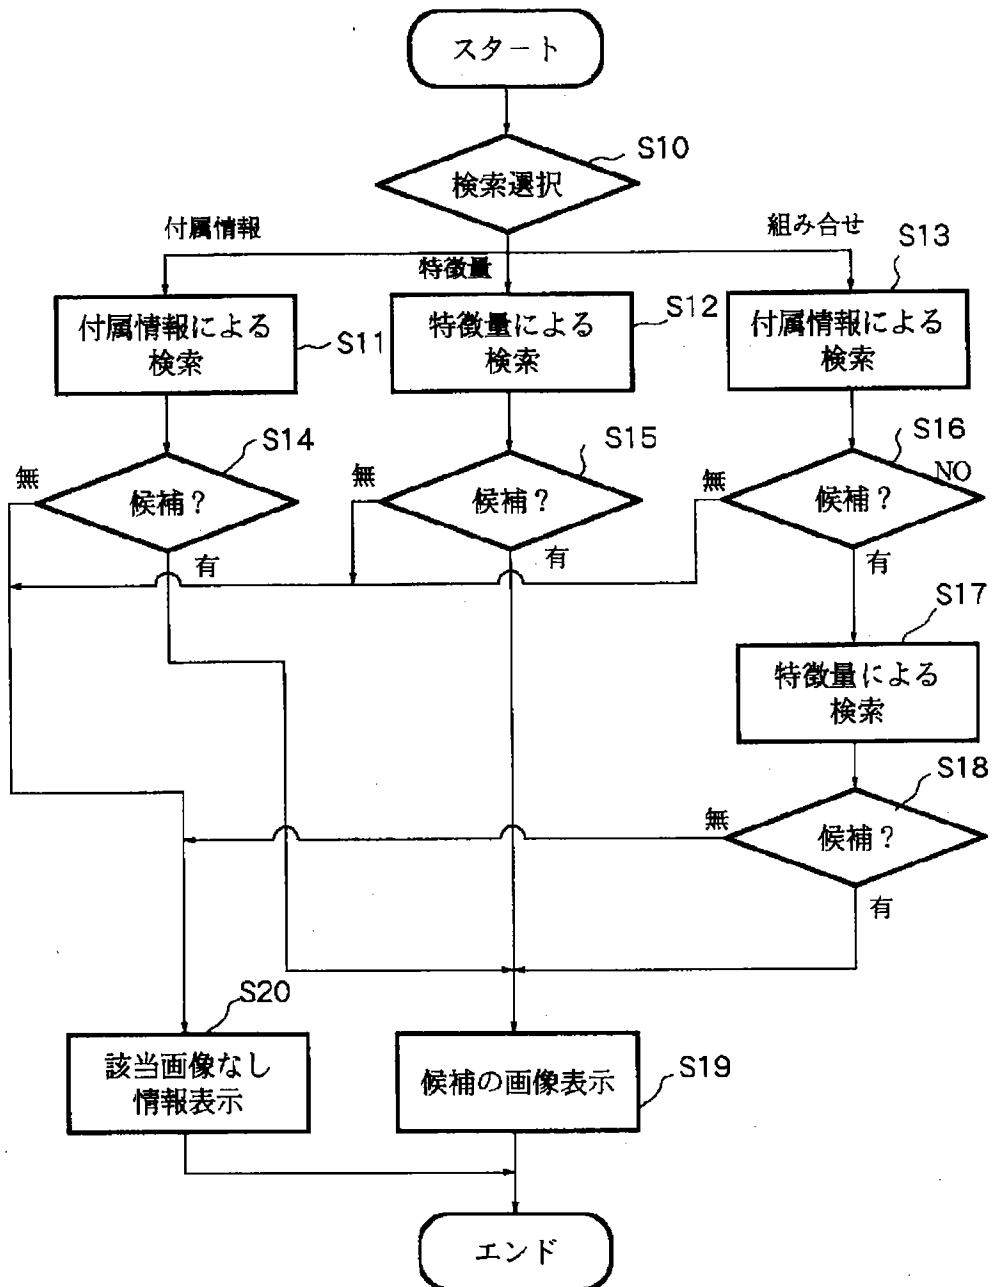 スタート
S10
検索選択
付属情報
特徴量
組み合せ
S13
付属情報による
検索
S11
特徴量による
検索
S12
付属情報による
検索
S14
無
候補?
有
S15
無
候補?
有
S16
NO
無
候補?
有
S17
特徴量による
検索
S18
無
候補?
有
S20
該当画像なし
情報表示
候補の画像表示
S19
エンド